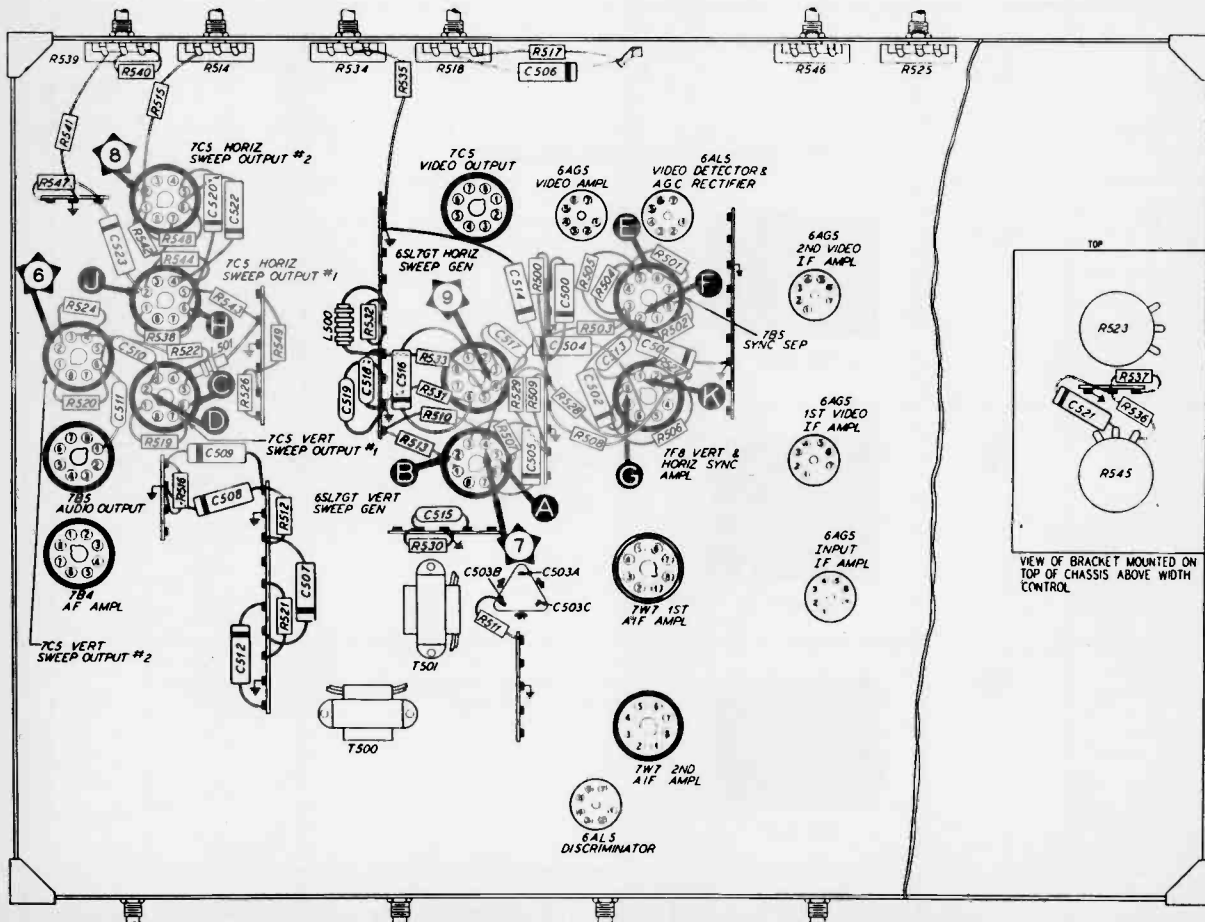 R539
R540
R514
R534
R518
R517
C506
R546
R525
R515
R535
R541
8
7C5 HORIZ
SWEEP OUTPUT #2
7C5
VIDEO OUTPUT
6AG5
VIDEO AMPL
6AL5
VIDEO DETECTOR &
AGC RECTIFIER
R547
C520
C522
R548
R544
C523
E
R501
6AG5
2ND VIDEO
IF AMPL
TOP
6SL7GT HORIZ
SWEEP GEN
C514
R500
C500
R505
R504
F
6
J
7C5 HORIZ
SWEEP OUTPUT #1
9
R524
R543
H
R538
R549
L500
R532
C517
R503
R502
C504
C513
7B5
SYNC SEP
R523
C510
R522
R533
C516
C518
C519
R531
R510
R529
R509
R528
C502
K
R537
R536
C521
R520
C511
C
D
R526
R519
R508
R506
6AG5
1ST VIDEO
IF AMPL
R545
C509
7C5 VERT
SWEEP OUTPUT #1
B
R513
C505
A
G
7F8 VERT &
HORIZ SYNC
AMPL
7B5
AUDIO OUTPUT
R516
C508
R512
6SL7GT VERT
SWEEP GEN
C515
R530
7
6AG5
INPUT
IF AMPL
VIEW OF BRACKET MOUNTED ON
TOP OF CHASSIS ABOVE WIDTH
CONTROL
7B4
AF AMPL
C507
R521
C512
C503B
C503A
C503C
R511
7W7 1ST
AIF AMPL
7C5 VERT
SWEEP OUTPUT #2
T501
T500
7W7 2ND
AIF AMPL
6AL5
DISCRIMINATOR